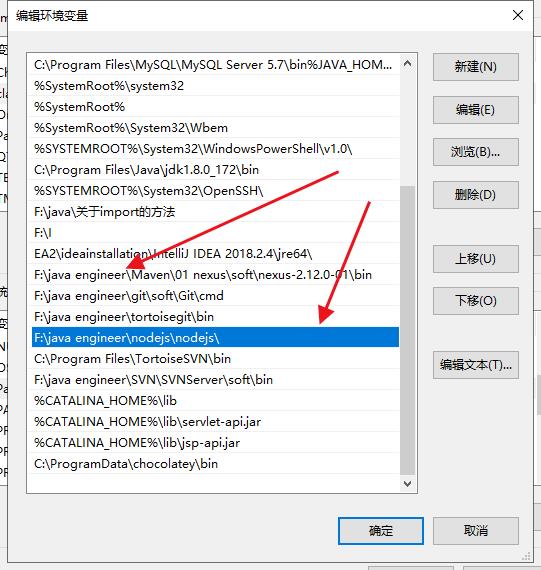 编辑环境变量
C:\Program Files\MySQL\MySQL Server 5.7\bin%JAVA_HOM...
%SystemRoot%\system32
%SystemRoot%
%SystemRoot%\System32\Wbem
%SYSTEMROOT%\System32\WindowsPowerShell\v1.0\
C:\Program Files\Java\jdk1.8.0_172\bin
%SYSTEMROOT%\System32\OpenSSH\
F:\java\关于import的方法
F:\I
EA2\ideainstallation\IntelliJ IDEA 2018.2.4\jre64\
F:\java engineer\Maven\01 nexus\soft\nexus-2.12.0-01\bin
F:\java engineer\git\soft\Git\cmd
F:\java engineer\tortoisegit\bin
F:\java engineer\nodejs\nodejs\
C:\Program Files\TortoiseSVN\bin
F:\java engineer\SVN\SVNServer\soft\bin
%CATALINA_HOME%\lib
%CATALINA_HOME%\lib\servlet-api.jar
%CATALINA_HOME%\lib\jsp-api.jar
C:\ProgramData\chocolatey\bin
新建(N)
编辑(E)
浏览(B)...
删除(D)
上移(U)
下移(O)
编辑文本(T)...
确定
取消